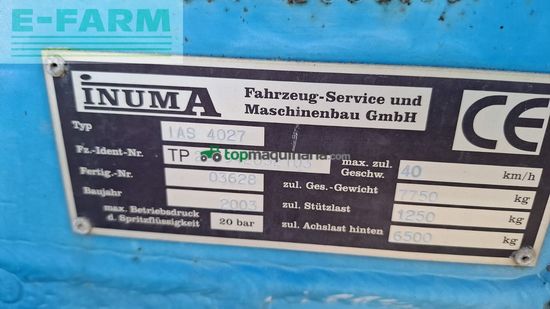 E-FARM
INUMA
Fahrzeug-Service und
Maschinenbau GmbH
CE
Typ IAS 4027
Fz.-Ident-Nr. TP
topmaquinaria.com
max. zul.
Geschw. 40 km/h
Fertig.-Nr. 03628
zul. Ges.-Gewicht 7750 kg
Baujahr 2003
zul. Stützlast 1250 kg
max. Betriebsdruck
d. Spritzflüssigkeit 20 bar
zul. Achslast hinten 6500 kg